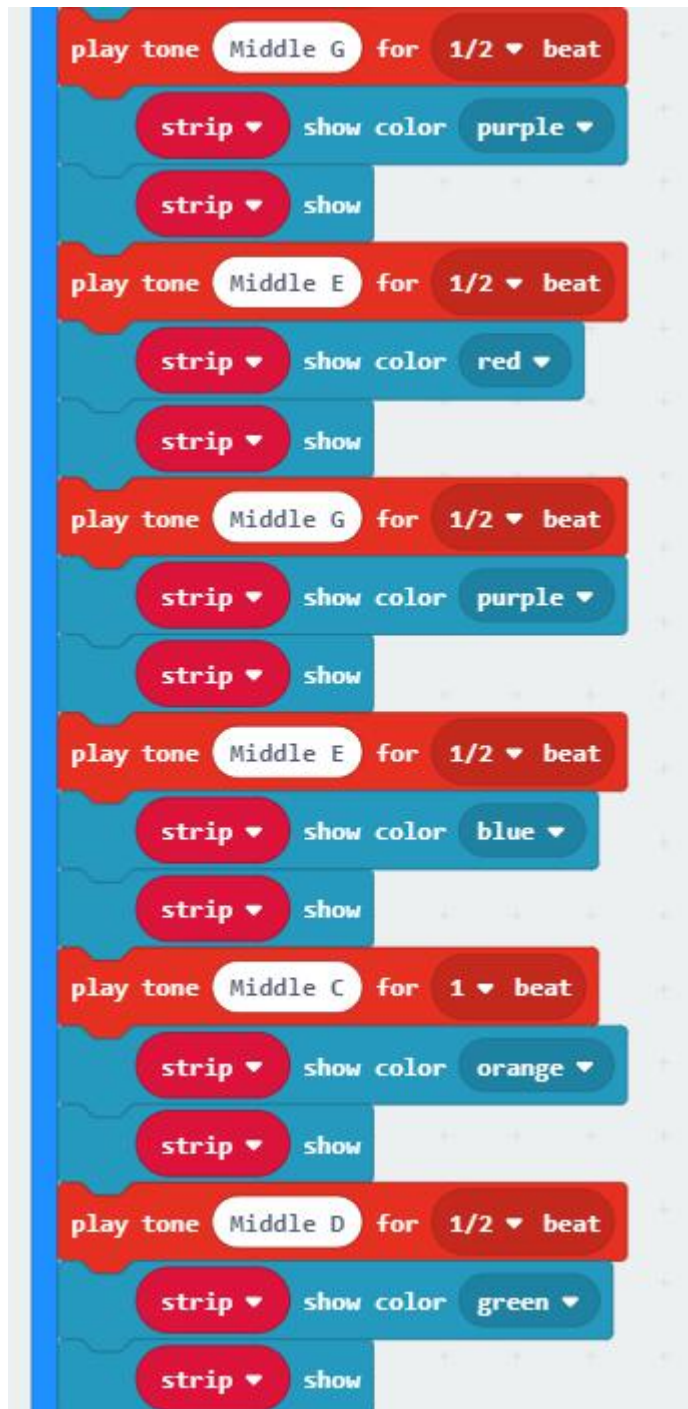 play tone Middle G for 1/2 beat
strip show color purple
strip show
play tone Middle E for 1/2 beat
strip show color red
strip show
play tone Middle G for 1/2 beat
strip show color purple
strip show
play tone Middle E for 1/2 beat
strip show color blue
strip show
play tone Middle C for 1 beat
strip show color orange
strip show
play tone Middle D for 1/2 beat
strip show color green
strip show